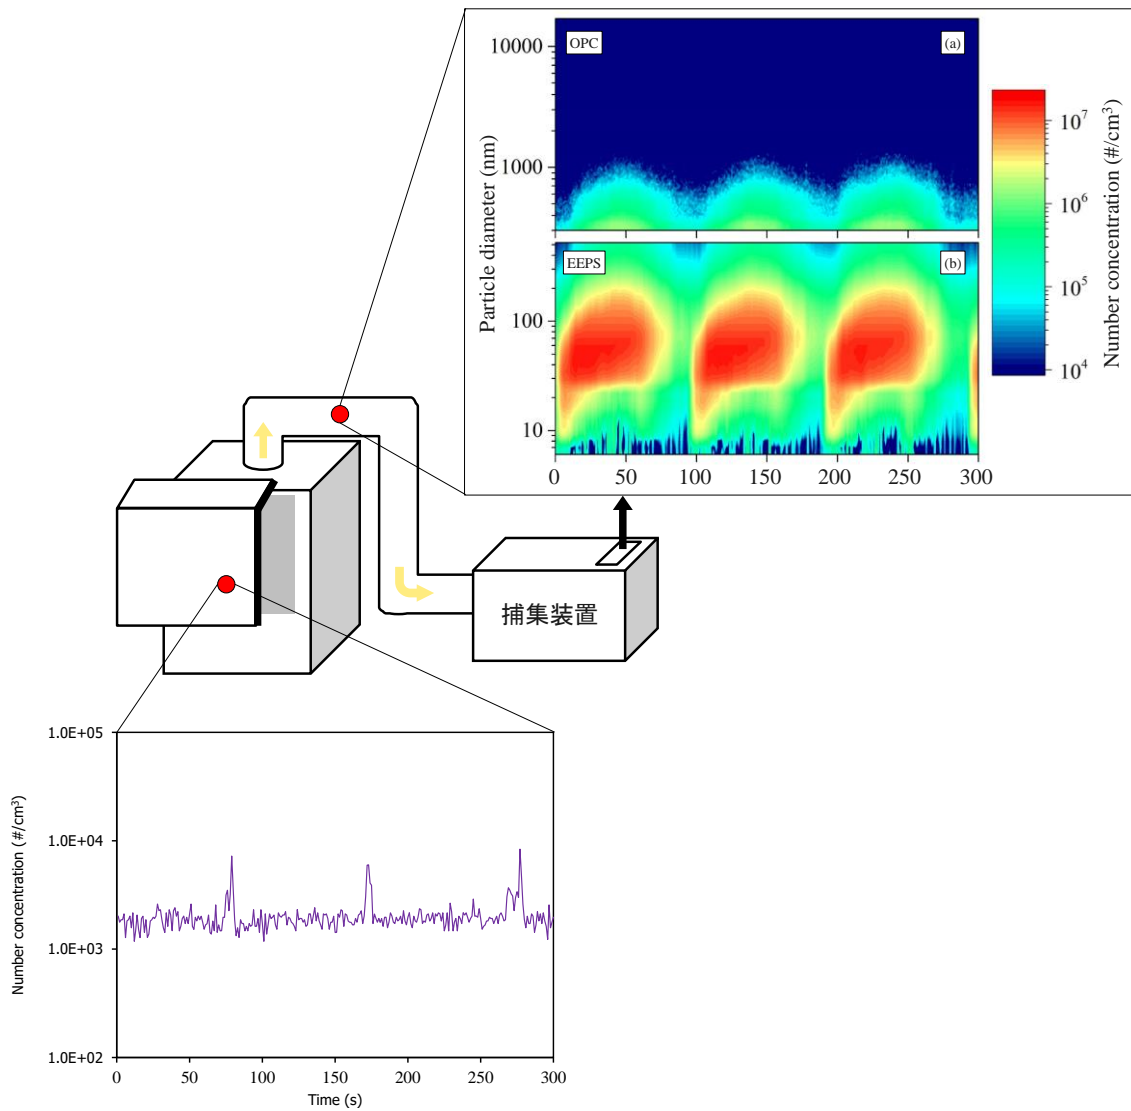 OPC
(a)
10000
1000
EEPS
(b)
100
10
0
50
100
150
200
250
300
Particle diameter (nm)
10⁷
10⁶
10⁵
10⁴
Number concentration (#/cm³)
捕集装置
1.0E+05
1.0E+04
1.0E+03
1.0E+02
Number concentration (#/cm³)
0
50
100
150
200
250
300
Time (s)